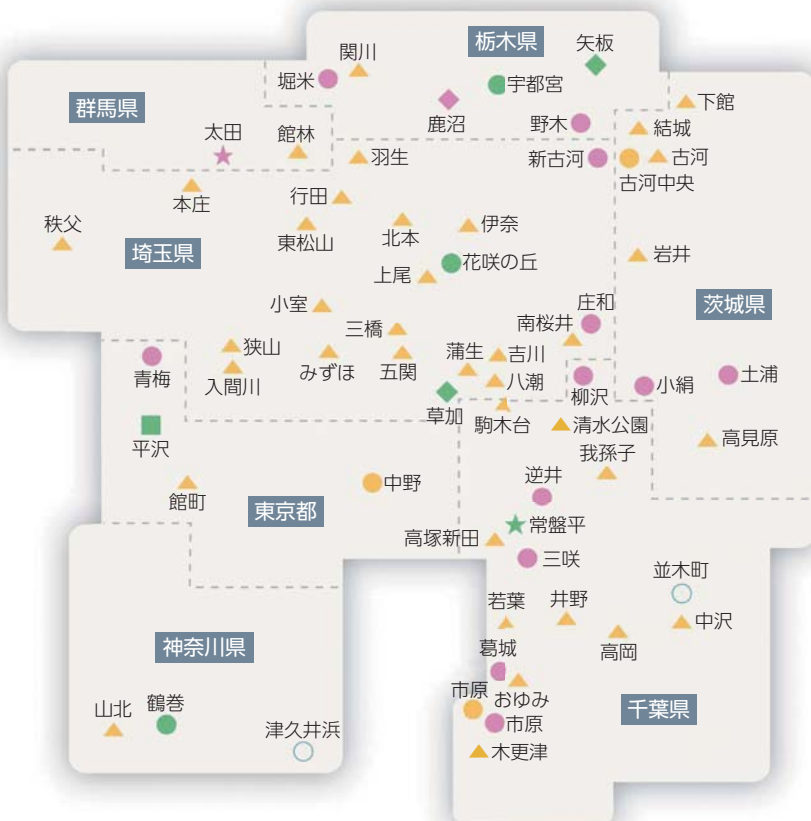 栃木県
矢板
関川
堀米
宇都宮
群馬県
鹿沼
野木
下館
結城
太田
館林
羽生
新古河
古河
古河中央
本庄
行田
秩父
東松山
北本
伊奈
埼玉県
岩井
花咲の丘
上尾
茨城県
小室
庄和
三橋
南桜井
狭山
蒲生
吉川
青梅
入間川
みずほ
五関
八潮
柳沢
小絹
土浦
草加
駒木台
清水公園
平沢
高見原
我孫子
館町
中野
逆井
東京都
常盤平
高塚新田
三咲
並木町
若葉
井野
中沢
神奈川県
高岡
葛城
市原
おゆみ
千葉県
山北
鶴巻
津久井浜
市原
木更津